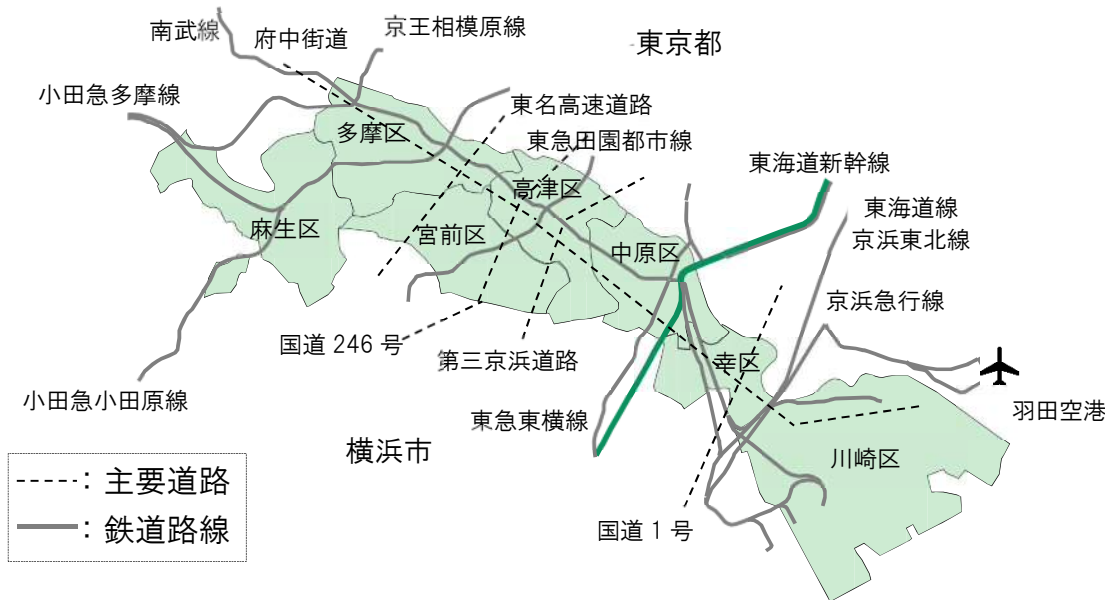 南武線
府中街道
京王相模原線
東京都
小田急多摩線
東名高速道路
多摩区
東急田園都市線
東海道新幹線
高津区
東海道線
麻生区
宮前区
中原区
京浜東北線
京浜急行線
国道 246 号
第三京浜道路
幸区
小田急小田原線
東急東横線
羽田空港
横浜市
川崎区
: 主要道路
: 鉄道路線
国道 1 号